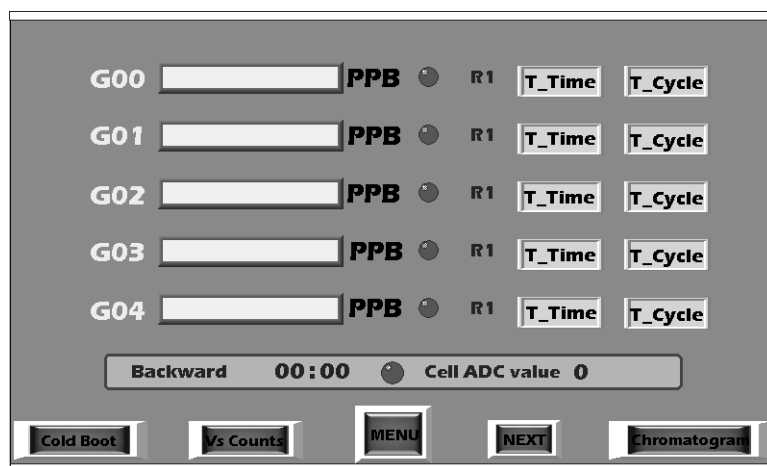 G00 PPB R1 T_Time T_Cycle
G01 PPB R1 T_Time T_Cycle
G02 PPB R1 T_Time T_Cycle
G03 PPB R1 T_Time T_Cycle
G04 PPB R1 T_Time T_Cycle
Backward 00:00 Cell ADC value 0
Cold Boot Vs Counts MENU NEXT Chromatogram